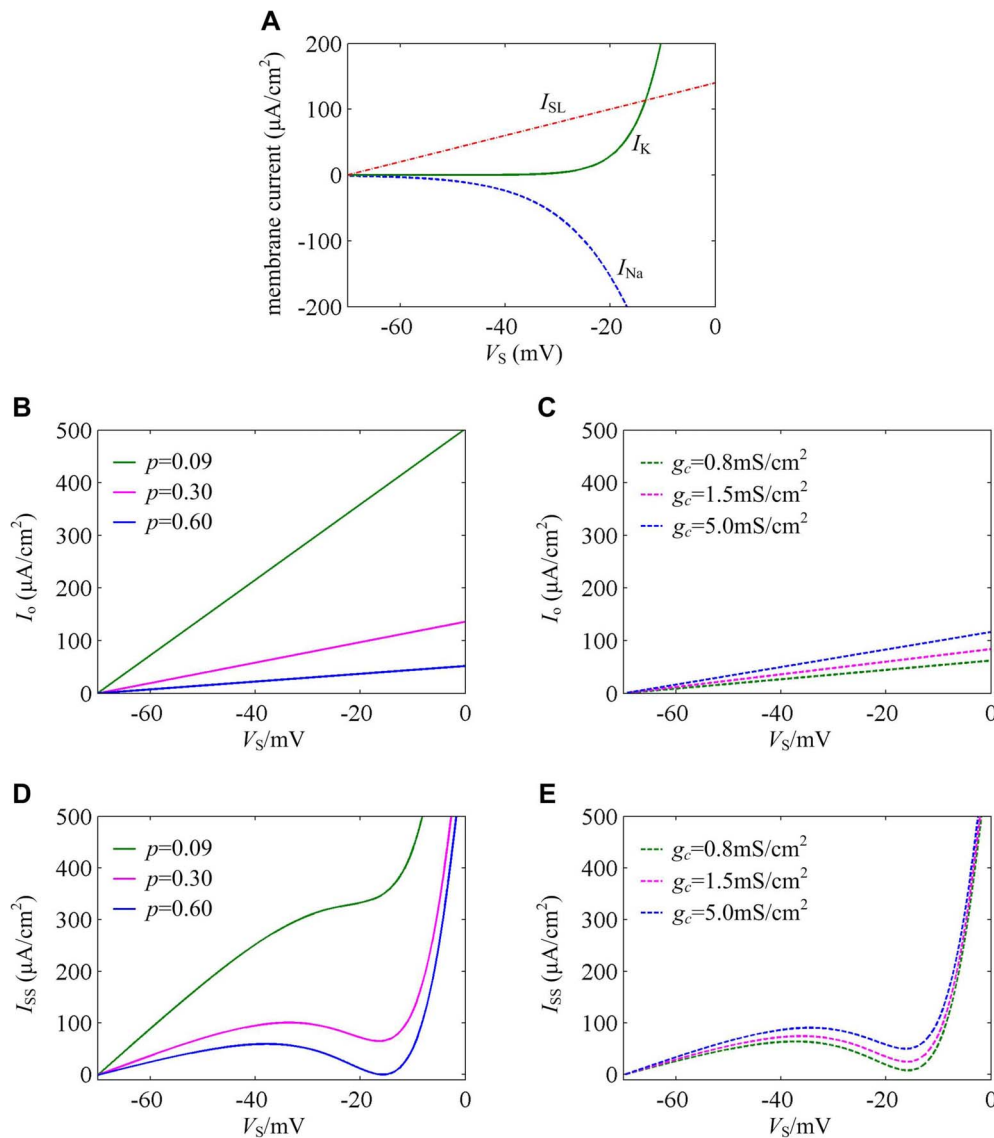 A
200
100
0
-100
-200
membrane current (μA/cm²)
I_SL
I_K
I_Na
-60
-40
-20
0
V_S (mV)
B
500
400
300
200
100
0
I_o (μA/cm²)
p=0.09
p=0.30
p=0.60
-60
-40
-20
0
V_S/mV
C
500
400
300
200
100
0
I_o (μA/cm²)
g_c=0.8mS/cm²
g_c=1.5mS/cm²
g_c=5.0mS/cm²
-60
-40
-20
0
V_S/mV
D
500
400
300
200
100
0
I_SS (μA/cm²)
p=0.09
p=0.30
p=0.60
-60
-40
-20
0
V_S/mV
E
500
400
300
200
100
0
I_SS (μA/cm²)
g_c=0.8mS/cm²
g_c=1.5mS/cm²
g_c=5.0mS/cm²
-60
-40
-20
0
V_S/mV